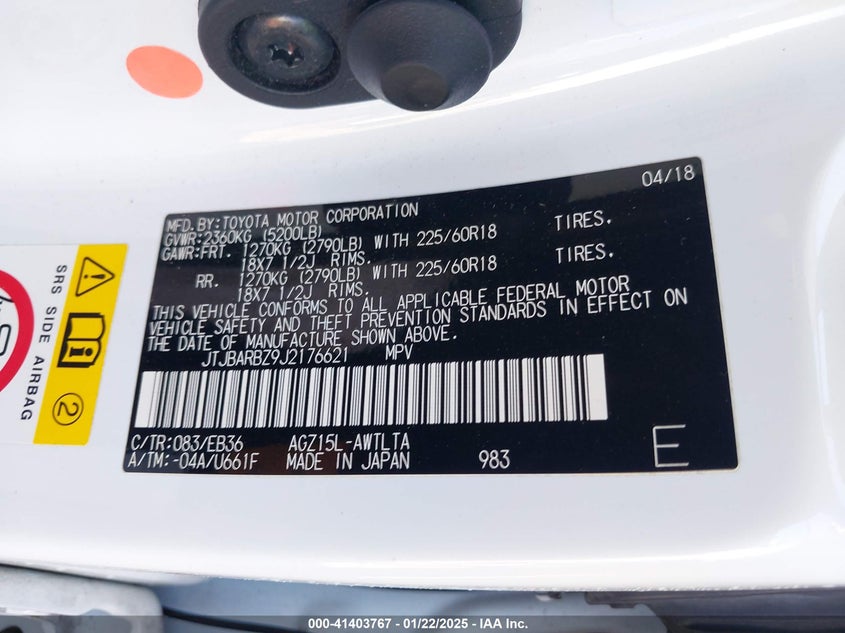 04/18
MFD.BY:TOYOTA MOTOR CORPORATION
GVWR:2360KG (5200LB)
GAWR:FRT. 1270KG (2790LB) WITH 225/60R18 TIRES.
18X7 1/2J RIMS.
RR. 1270KG (2790LB) WITH 225/60R18 TIRES.
18X7 1/2J RIMS.
THIS VEHICLE CONFORMS TO ALL APPLICABLE FEDERAL MOTOR
VEHICLE SAFETY AND THEFT PREVENTION STANDARDS IN EFFECT ON
THE DATE OF MANUFACTURE SHOWN ABOVE.
JTJBARBZ9J2176621 MPV
C/TR:083/EB36 AGZ15L-AWTLTA
A/TM:-04A/U661F MADE IN JAPAN 983 E
SRS SIDE AIRBAG
2
000-41403767 - 01/22/2025 - IAA Inc.